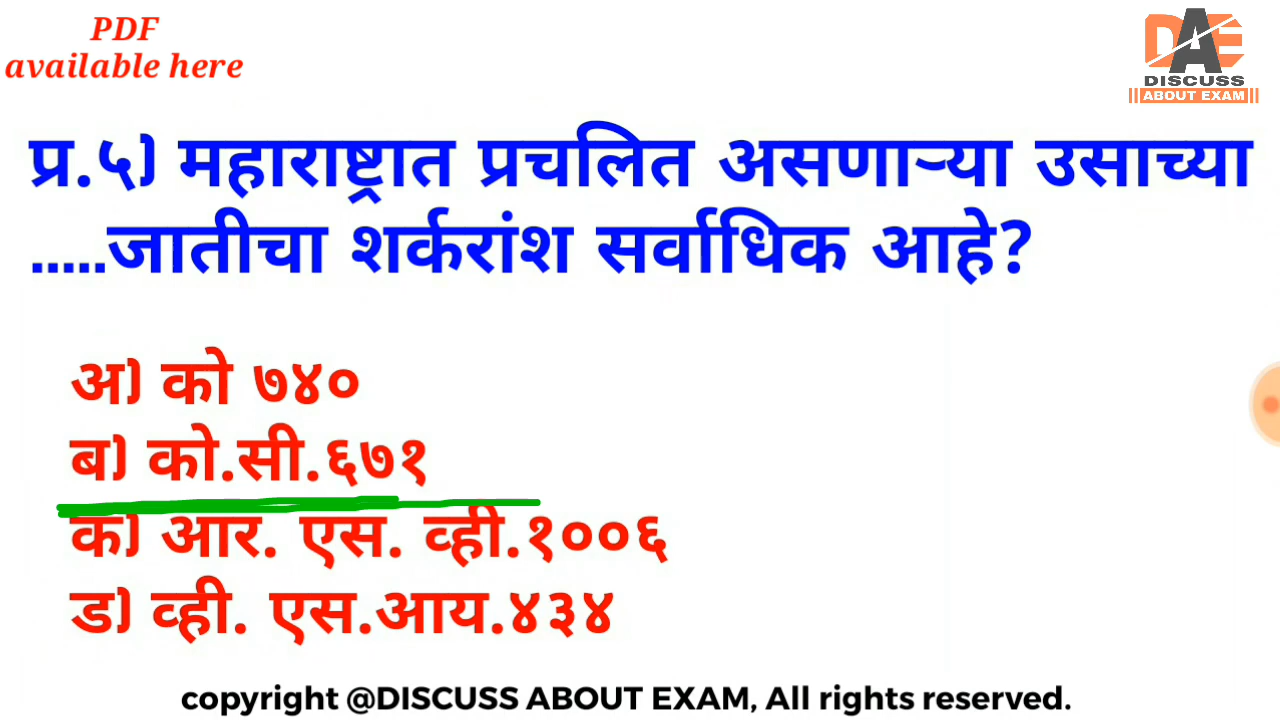 PDF
available here
DAE
DISCUSS
ABOUT EXAM
प्र.५) महाराष्ट्रात प्रचलित असणाऱ्या उसाच्या
.....जातीचा शर्करांश सर्वाधिक आहे?
अ) को ७४०
ब) को.सी.६७१
क) आर. एस. व्ही.१००६
ड) व्ही. एस.आय.४३४
copyright @DISCUSS ABOUT EXAM, All rights reserved.